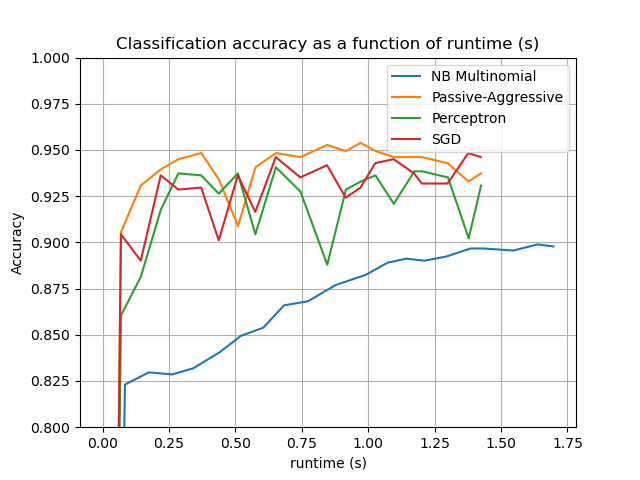 Classification accuracy as a function of runtime (s)
1.000
0.975
0.950
0.925
0.900
0.875
0.850
0.825
0.800
Accuracy
NB Multinomial
Passive-Aggressive
Perceptron
SGD
0.00 0.25 0.50 0.75 1.00 1.25 1.50 1.75
runtime (s)